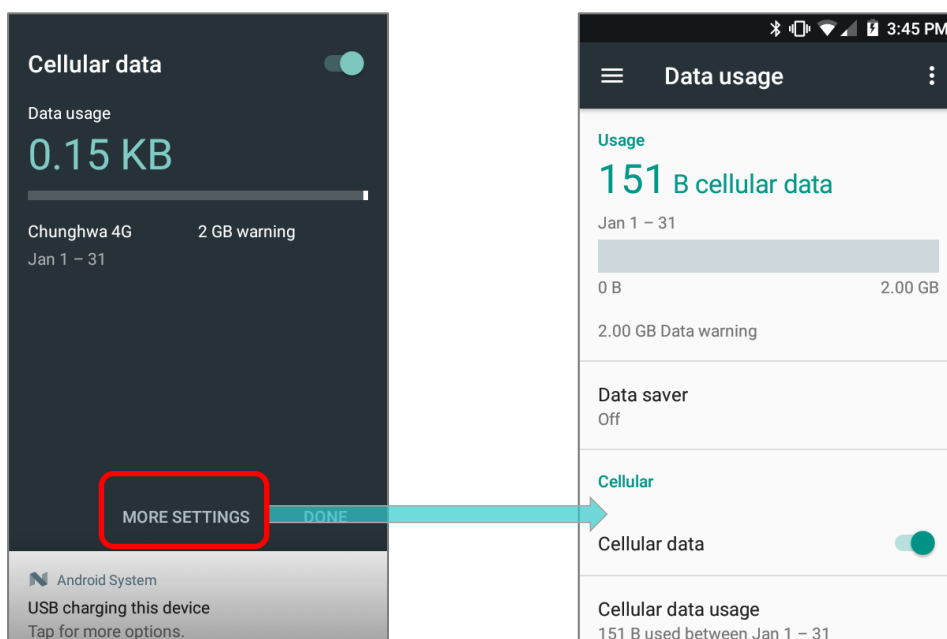 Cellular data
Data usage
0.15 KB
Chunghwa 4G 2 GB warning
Jan 1 – 31
MORE SETTINGS DONE
Android System
USB charging this device
Tap for more options.
3:45 PM
Data usage
Usage
151 B cellular data
Jan 1 – 31
0 B 2.00 GB
2.00 GB Data warning
Data saver
Off
Cellular
Cellular data
Cellular data usage
151 B used between Jan 1 – 31